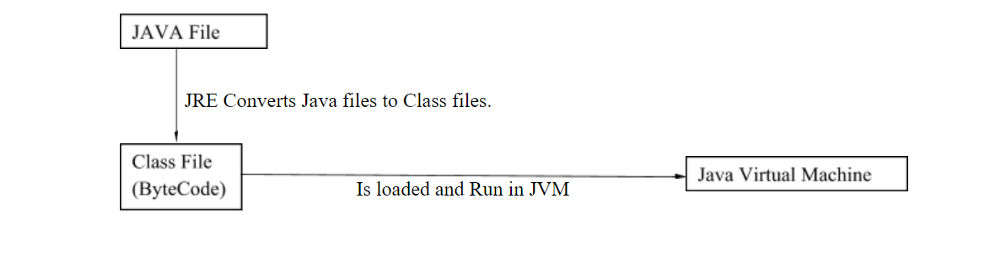 JAVA File
JRE Converts Java files to Class files.
Class File
(ByteCode)
Is loaded and Run in JVM
Java Virtual Machine